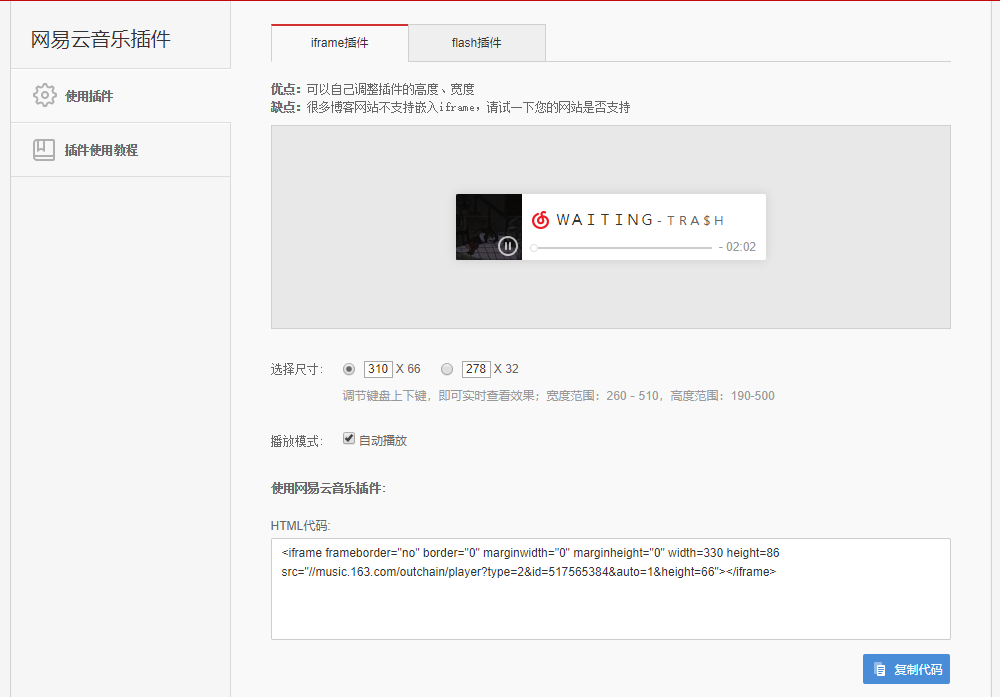 网易云音乐插件
使用插件
插件使用教程
iframe插件
flash插件
优点：可以自己调整插件的高度、宽度
缺点：很多博客网站不支持嵌入iframe，请试一下您的网站是否支持
WAITING - TRA$H
- 02:02
选择尺寸： 310 X 66 278 X 32
调节键盘上下键，即可实时查看效果；宽度范围：260 - 510，高度范围：190-500
播放模式： 自动播放
使用网易云音乐插件：
HTML代码:
<iframe frameborder="no" border="0" marginwidth="0" marginheight="0" width=330 height=86
src="//music.163.com/outchain/player?type=2&id=517565384&auto=1&height=66"></iframe>
复制代码